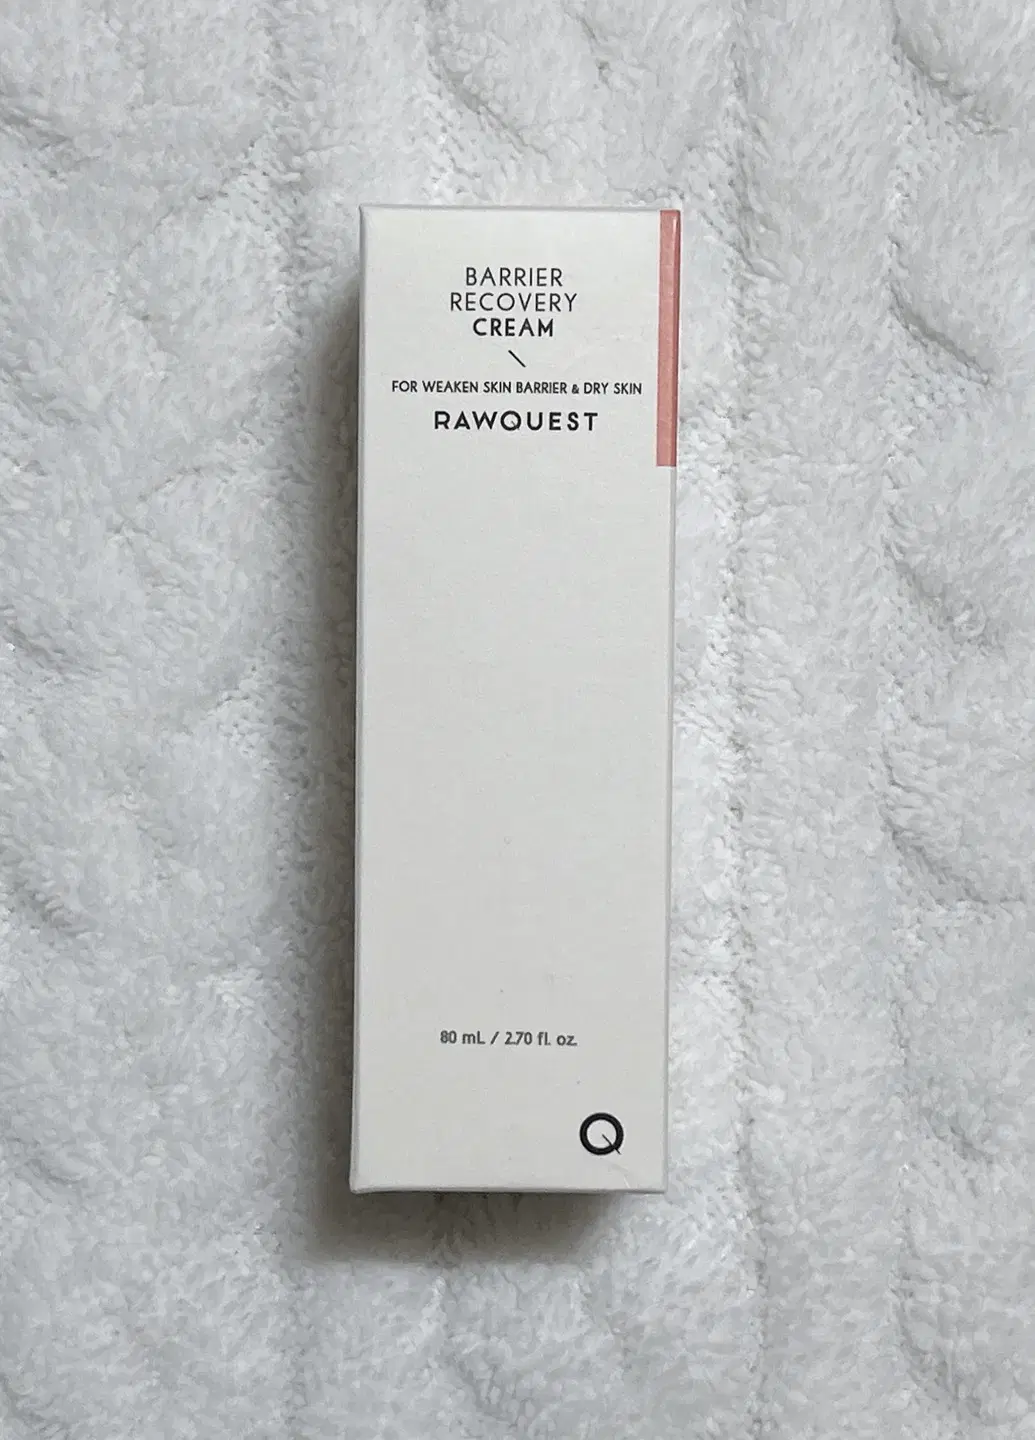 BARRIER
RECOVERY
CREAM
\
FOR WEAKEN SKIN BARRIER & DRY SKIN
RAWQUEST
80 mL / 2.70 fl. oz.
Q